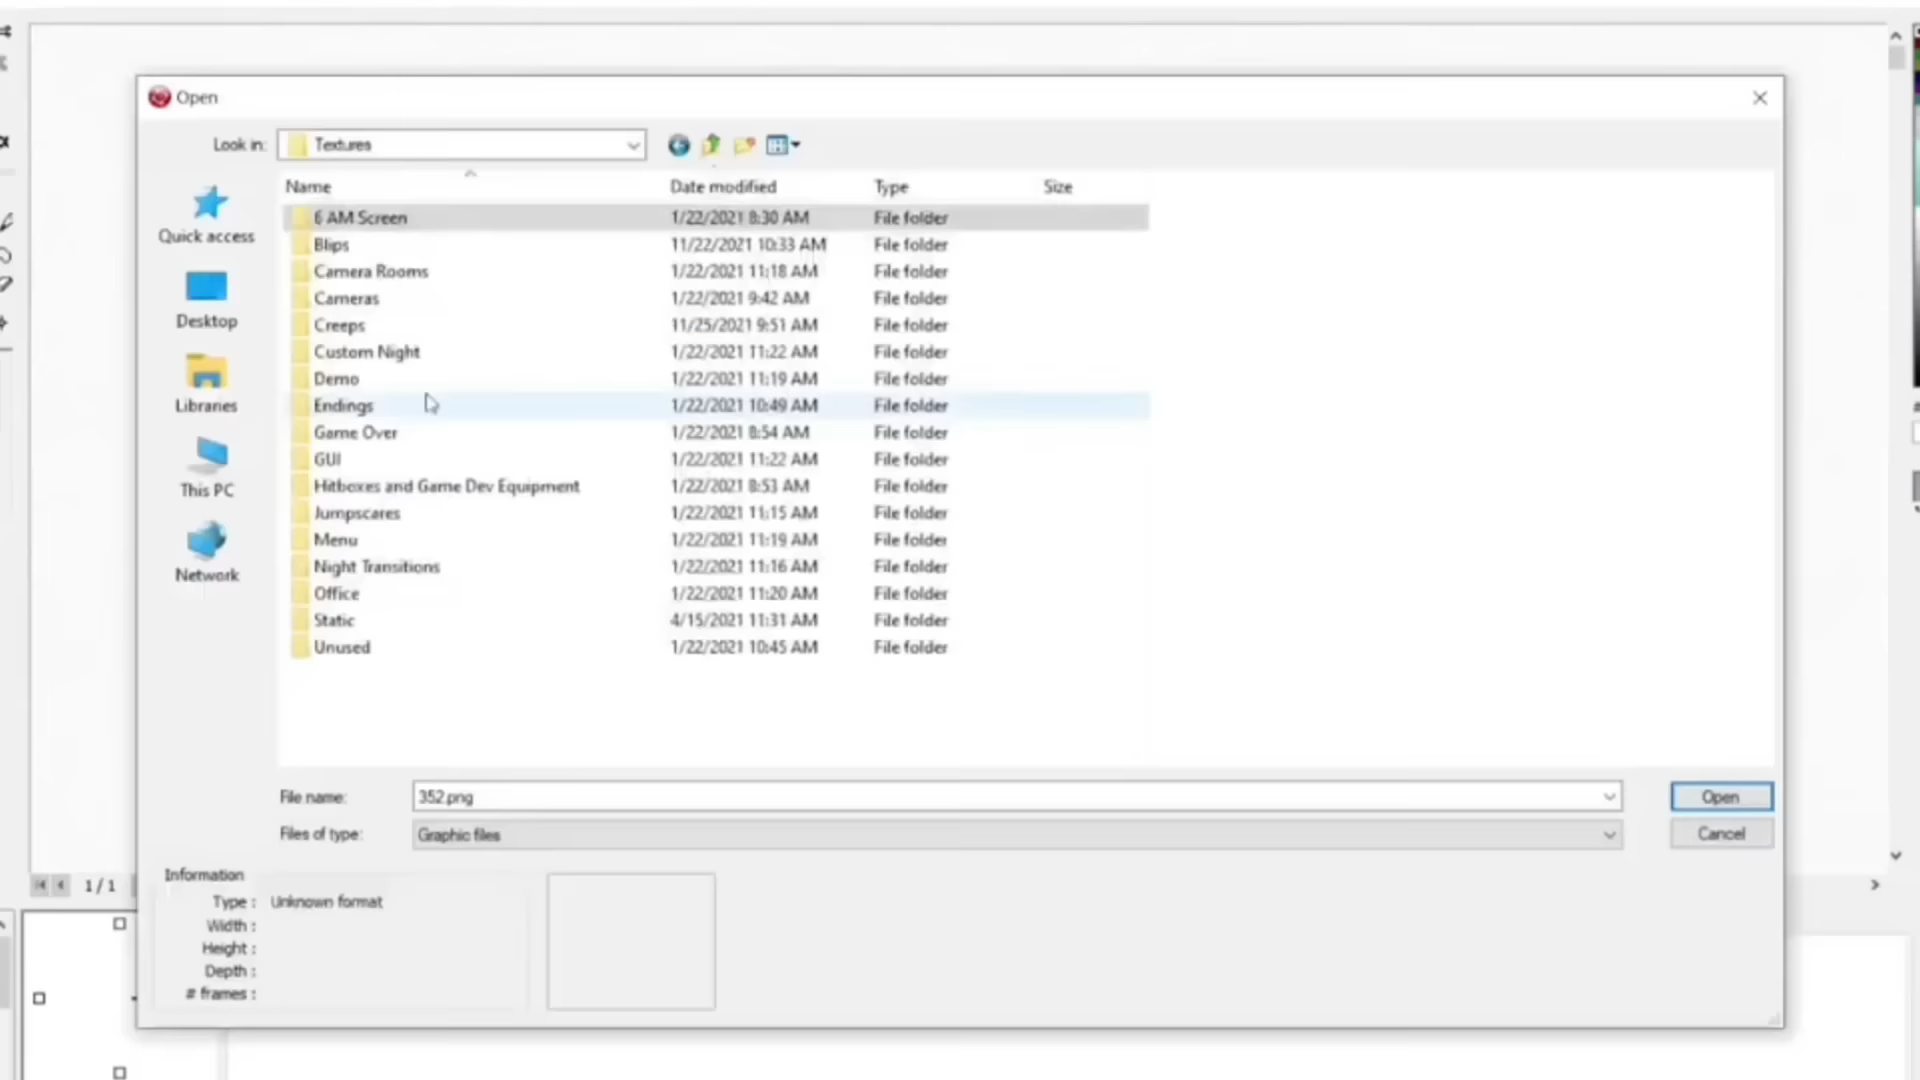 Open
Look in: Textures
Name Date modified Type Size
6 AM Screen 1/22/2021 8:30 AM File folder
Blips 11/22/2021 10:33 AM File folder
Camera Rooms 1/22/2021 11:18 AM File folder
Cameras 1/22/2021 9:42 AM File folder
Creeps 11/25/2021 9:51 AM File folder
Custom Night 1/22/2021 11:22 AM File folder
Demo 1/22/2021 11:19 AM File folder
Endings 1/22/2021 10:49 AM File folder
Game Over 1/22/2021 8:54 AM File folder
GUI 1/22/2021 11:22 AM File folder
Hitboxes and Game Dev Equipment 1/22/2021 8:53 AM File folder
Jumpscares 1/22/2021 11:15 AM File folder
Menu 1/22/2021 11:19 AM File folder
Night Transitions 1/22/2021 11:16 AM File folder
Office 1/22/2021 11:20 AM File folder
Static 4/15/2021 11:31 AM File folder
Unused 1/22/2021 10:45 AM File folder
Quick access
Desktop
Libraries
This PC
Network
File name: 352.png Open
Files of type: Graphic files Cancel
Information
Type : Unknown format
Width :
Height :
Depth :
# frames :
1 / 1